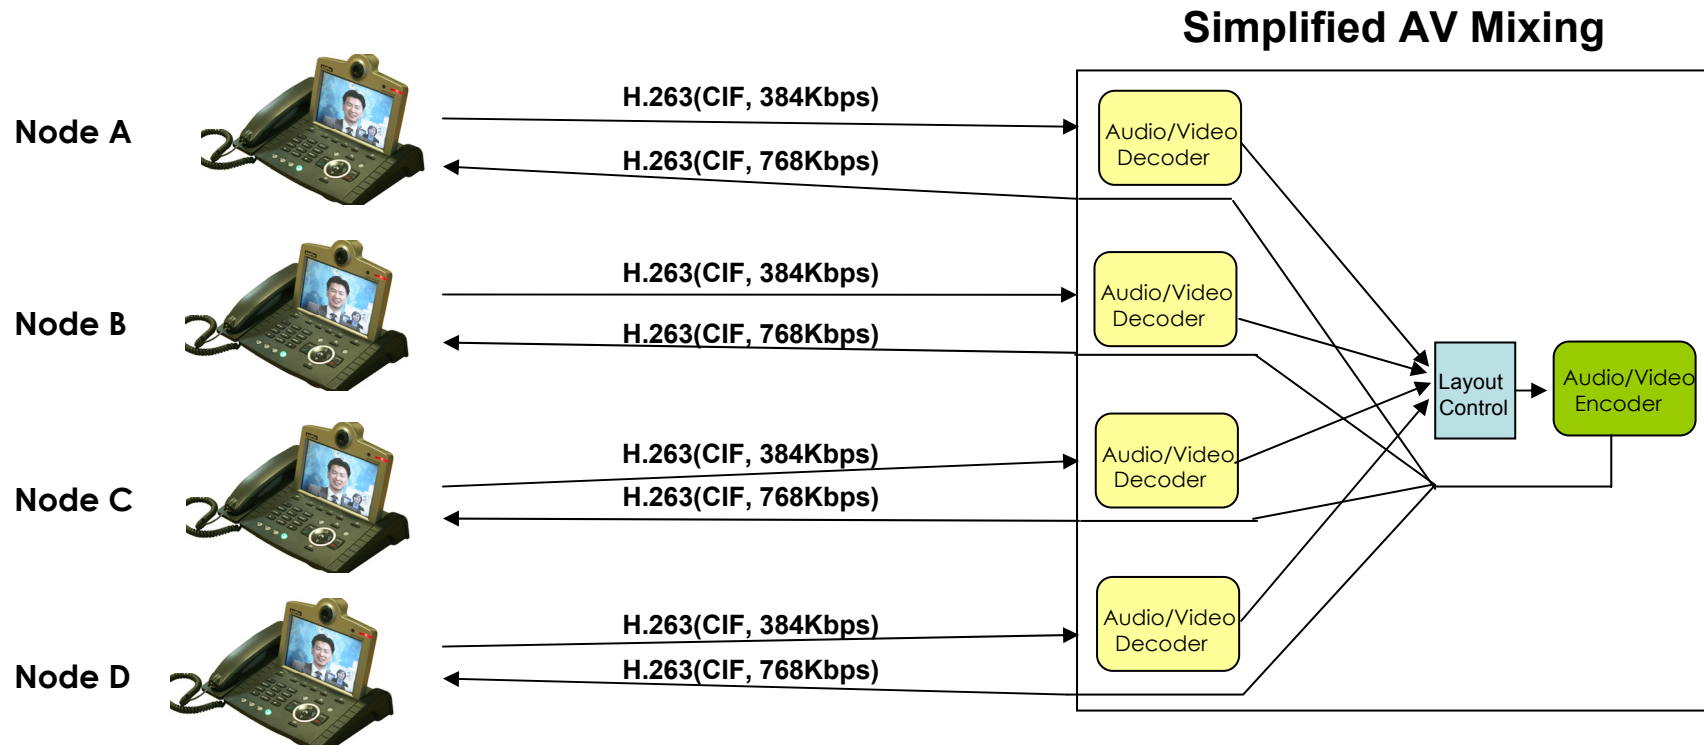 Simplified AV Mixing
Node A
H.263(CIF, 384Kbps)
H.263(CIF, 768Kbps)
Audio/Video
Decoder
Node B
H.263(CIF, 384Kbps)
H.263(CIF, 768Kbps)
Audio/Video
Decoder
Layout
Control
Audio/Video
Encoder
Node C
H.263(CIF, 384Kbps)
H.263(CIF, 768Kbps)
Audio/Video
Decoder
Node D
H.263(CIF, 384Kbps)
H.263(CIF, 768Kbps)
Audio/Video
Decoder